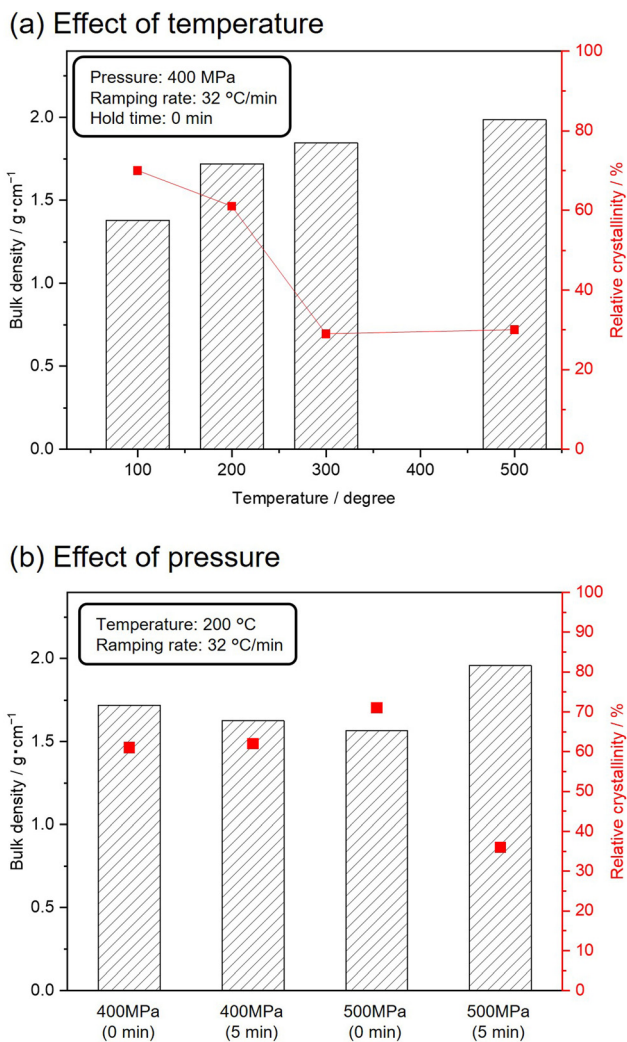 (a) Effect of temperature
Pressure: 400 MPa
Ramping rate: 32 °C/min
Hold time: 0 min
Bulk density / g•cm⁻¹
2.0
1.5
1.0
0.5
0.0
100
80
60
40
20
0
Relative crystallinity / %
100
200
300
400
500
Temperature / degree
(b) Effect of pressure
Temperature: 200 °C
Ramping rate: 32 °C/min
Bulk density / g•cm⁻¹
2.0
1.5
1.0
0.5
0.0
100
90
80
70
60
50
40
30
20
10
0
Relative crystallinity / %
400MPa
(0 min)
400MPa
(5 min)
500MPa
(0 min)
500MPa
(5 min)